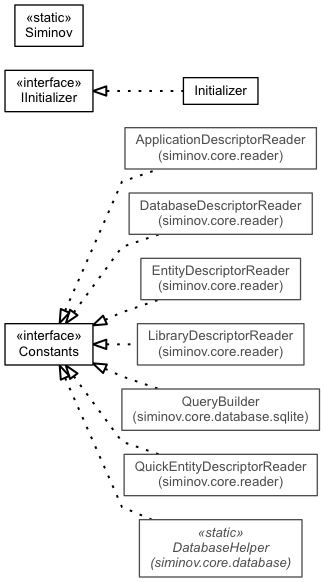 «static»
Siminov
«interface»
IInitializer
Initializer
ApplicationDescriptorReader
(siminov.core.reader)
DatabaseDescriptorReader
(siminov.core.reader)
EntityDescriptorReader
(siminov.core.reader)
«interface»
Constants
LibraryDescriptorReader
(siminov.core.reader)
QueryBuilder
(siminov.core.database.sqlite)
QuickEntityDescriptorReader
(siminov.core.reader)
«static»
DatabaseHelper
(siminov.core.database)